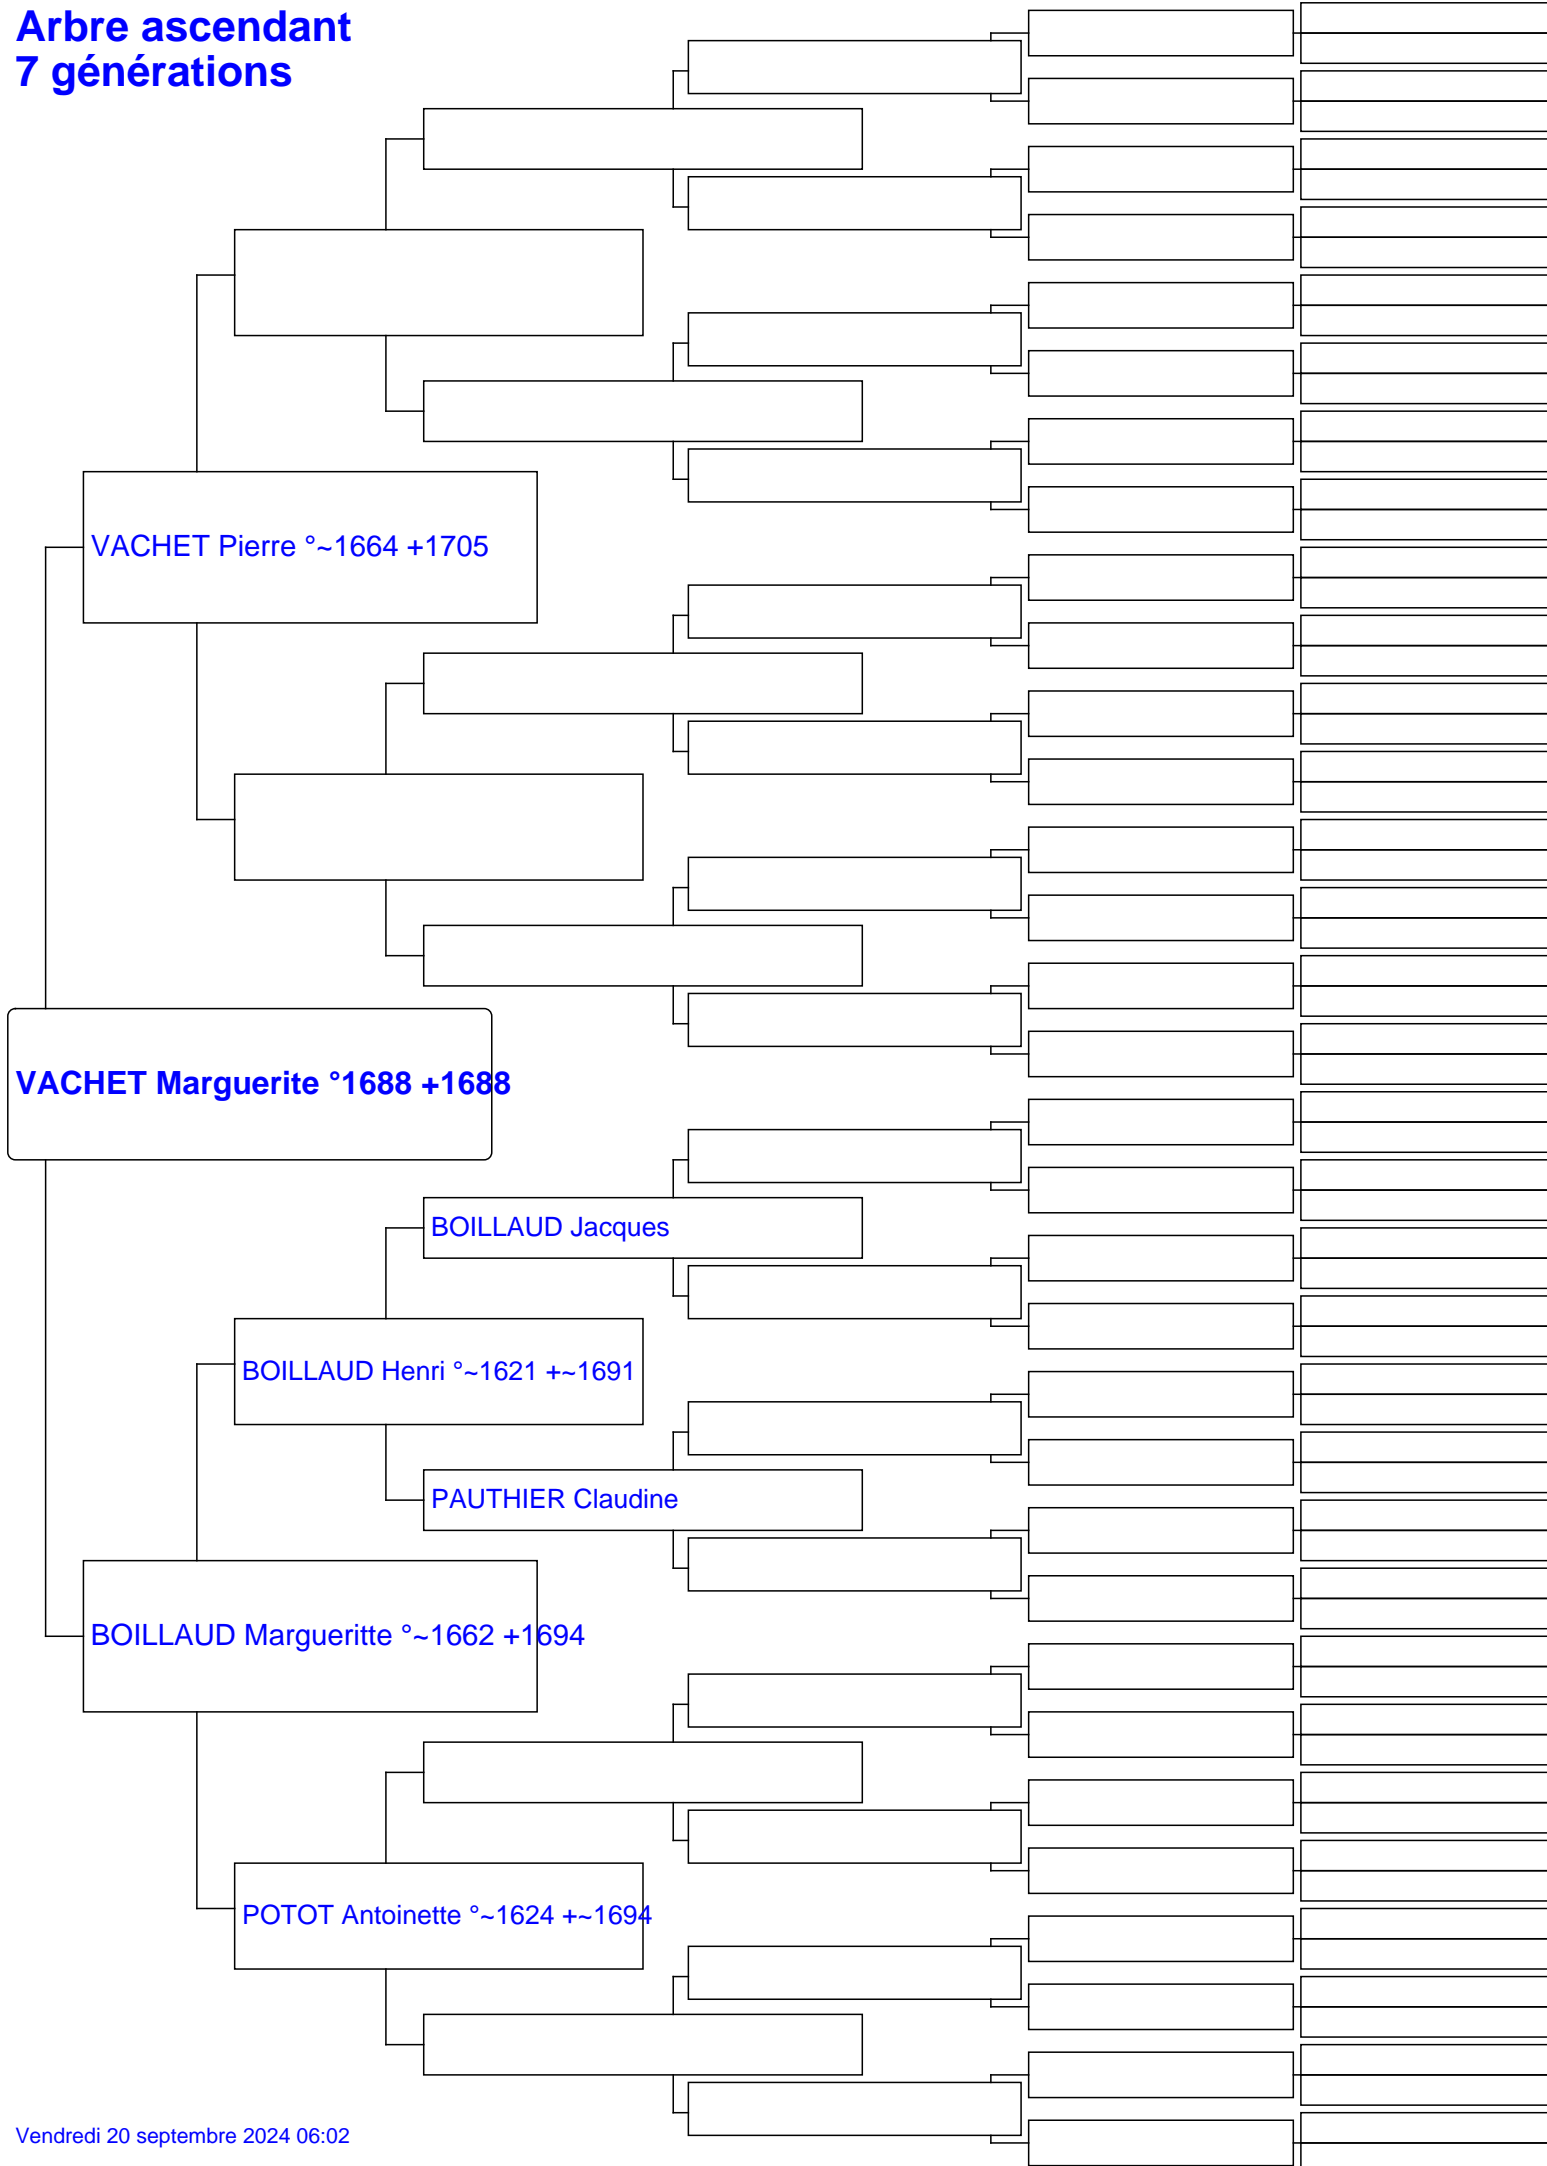 Arbre ascendant
7 générations
VACHET Pierre °~1664 +1705
VACHET Marguerite °1688 +1688
BOILLAUD Jacques
BOILLAUD Henri °~1621 +~1691
PAUTHIER Claudine
BOILLAUD Margueritte °~1662 +1694
POTOT Antoinette °~1624 +~1694
Vendredi 20 septembre 2024 06:02